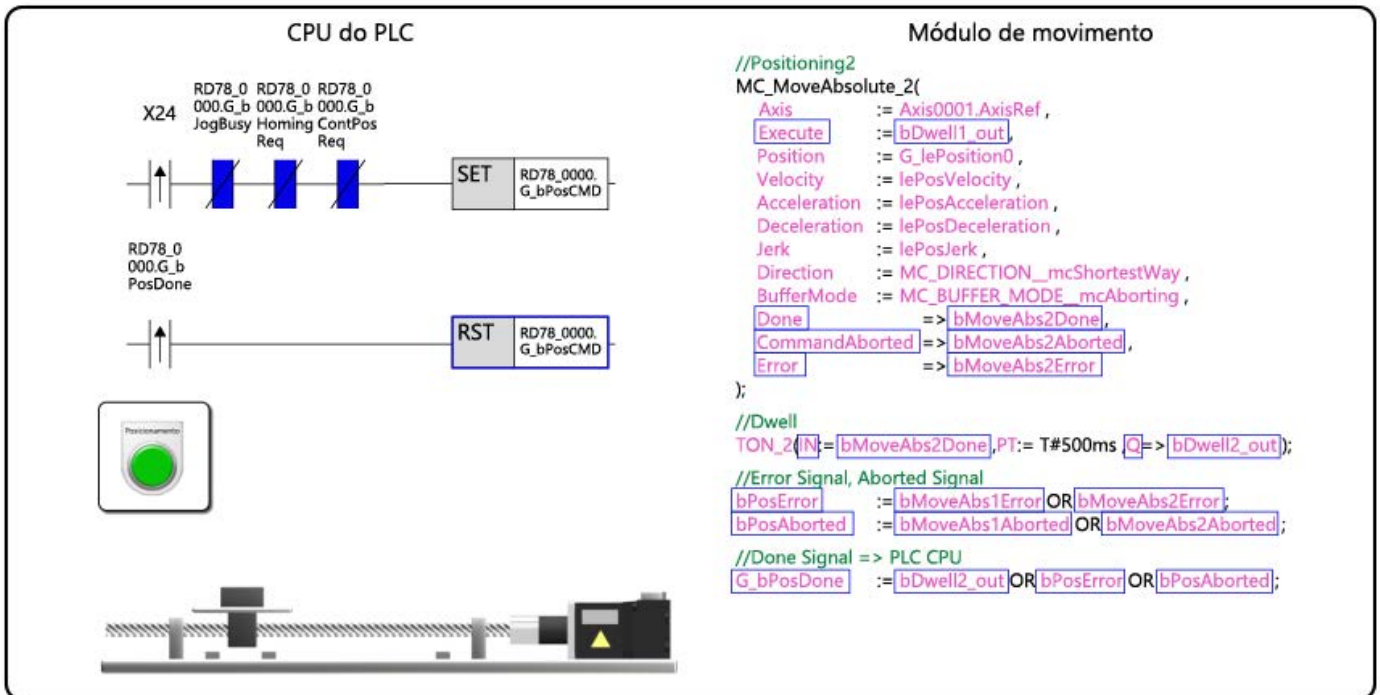 CPU do PLC
X24
RD78_0
000.G_b
JogBusy
RD78_0
000.G_b
Homing
Req
RD78_0
000.G_b
ContPos
Req
SET
RD78_0000.
G_bPosCMD
RD78_0
000.G_b
PosDone
RST
RD78_0000.
G_bPosCMD
Posicionamento
Módulo de movimento
//Positioning2
MC_MoveAbsolute_2(
Axis := Axis0001.AxisRef ,
Execute := bDwell1_out ,
Position := G_lePosition0 ,
Velocity := lePosVelocity ,
Acceleration := lePosAcceleration ,
Deceleration := lePosDeceleration ,
Jerk := lePosJerk ,
Direction := MC_DIRECTION__mcShortestWay ,
BufferMode := MC_BUFFER_MODE__mcAborting ,
Done => bMoveAbs2Done ,
CommandAborted => bMoveAbs2Aborted ,
Error => bMoveAbs2Error
);
//Dwell
TON_2(IN:= bMoveAbs2Done ,PT:= T#500ms ,Q=> bDwell2_out );
//Error Signal, Aborted Signal
bPosError := bMoveAbs1Error OR bMoveAbs2Error ;
bPosAborted := bMoveAbs1Aborted OR bMoveAbs2Aborted ;
//Done Signal => PLC CPU
G_bPosDone := bDwell2_out OR bPosError OR bPosAborted ;